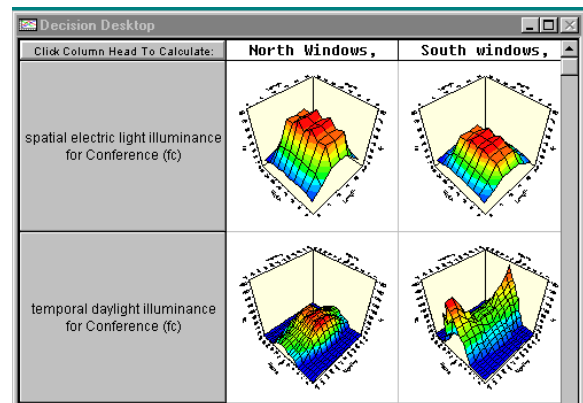 Decision Desktop
Click Column Head To Calculate:
North Windows,
South windows,
spatial electric light illuminance
for Conference (fc)
temporal daylight illuminance
for Conference (fc)